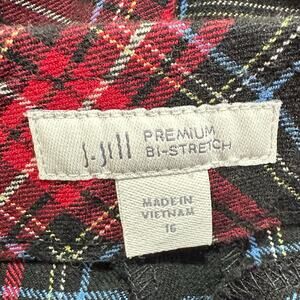 J.Jill PREMIUM
BI-STRETCH
MADE IN
VIETNAM
16